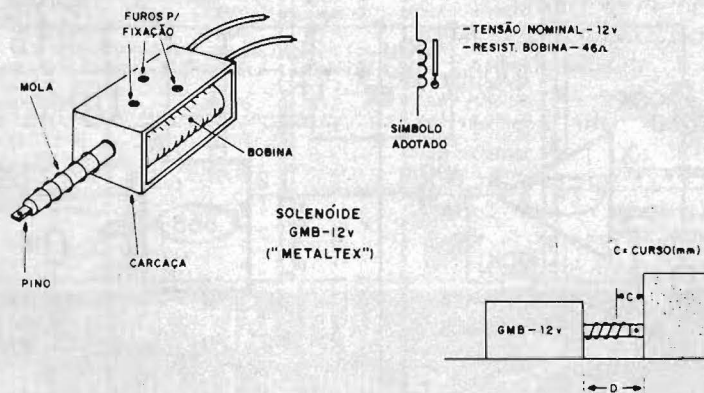 FUROS P/
FIXAÇÃO
MOLA
BOBINA
CARCAÇA
PINO
SOLENÓIDE
GMB-12v
("METALTEX")
- TENSÃO NOMINAL - 12v
- RESIST. BOBINA - 46Ω
SÍMBOLO
ADOTADO
C= CURSO(mm)
C
GMB-12v
D